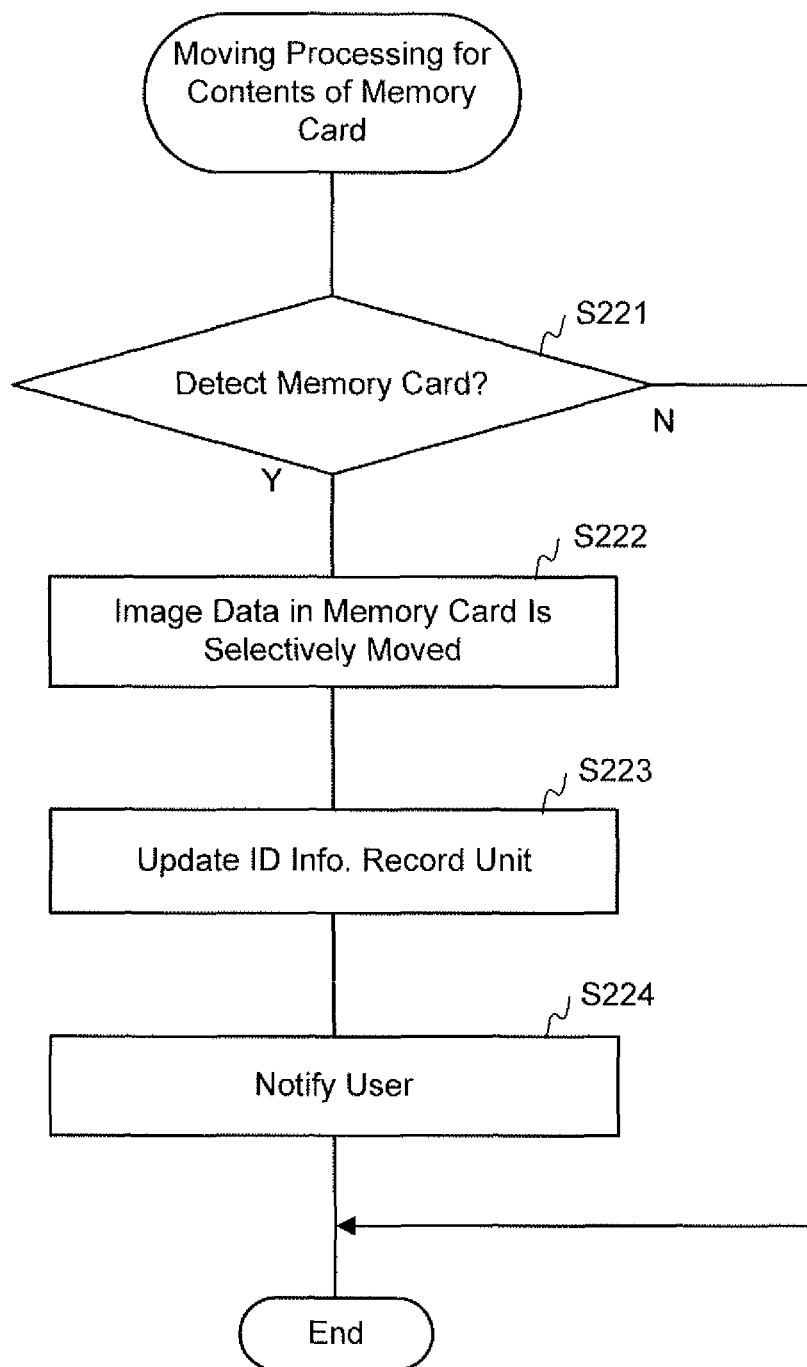 Moving Processing for
Contents of Memory
Card
S221
Detect Memory Card?
N
Y
S222
Image Data in Memory Card Is
Selectively Moved
S223
Update ID Info. Record Unit
S224
Notify User
End